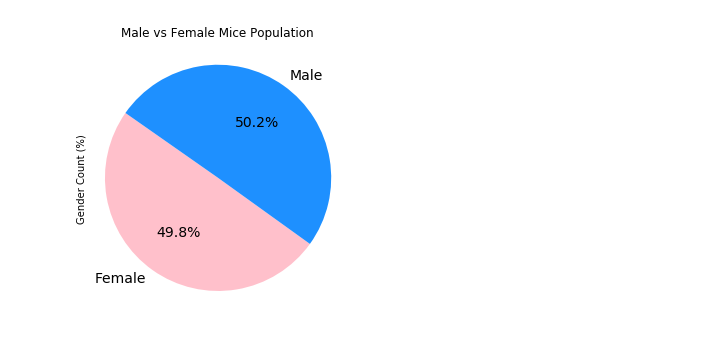 Male vs Female Mice Population
Male
50.2%
Gender Count (%)
49.8%
Female